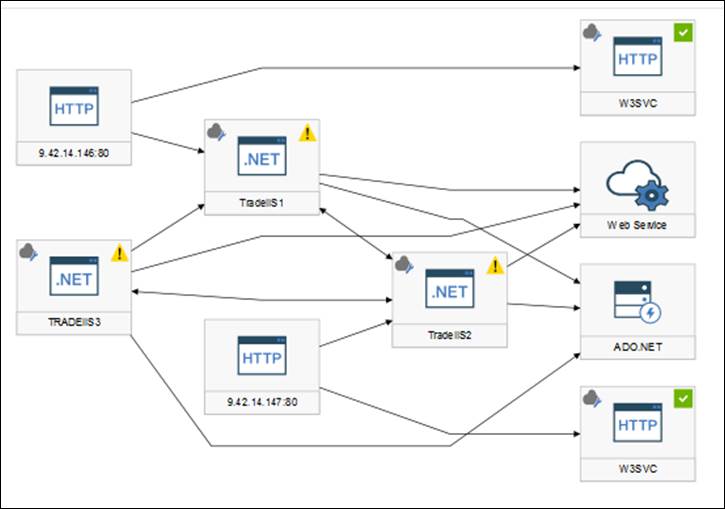 HTTP
W3SVC
HTTP
9.42.14.146:80
.NET
TradeIIS1
Web Service
.NET
TRADEIIS3
.NET
TradeIIS2
ADO.NET
HTTP
9.42.14.147:80
HTTP
W3SVC